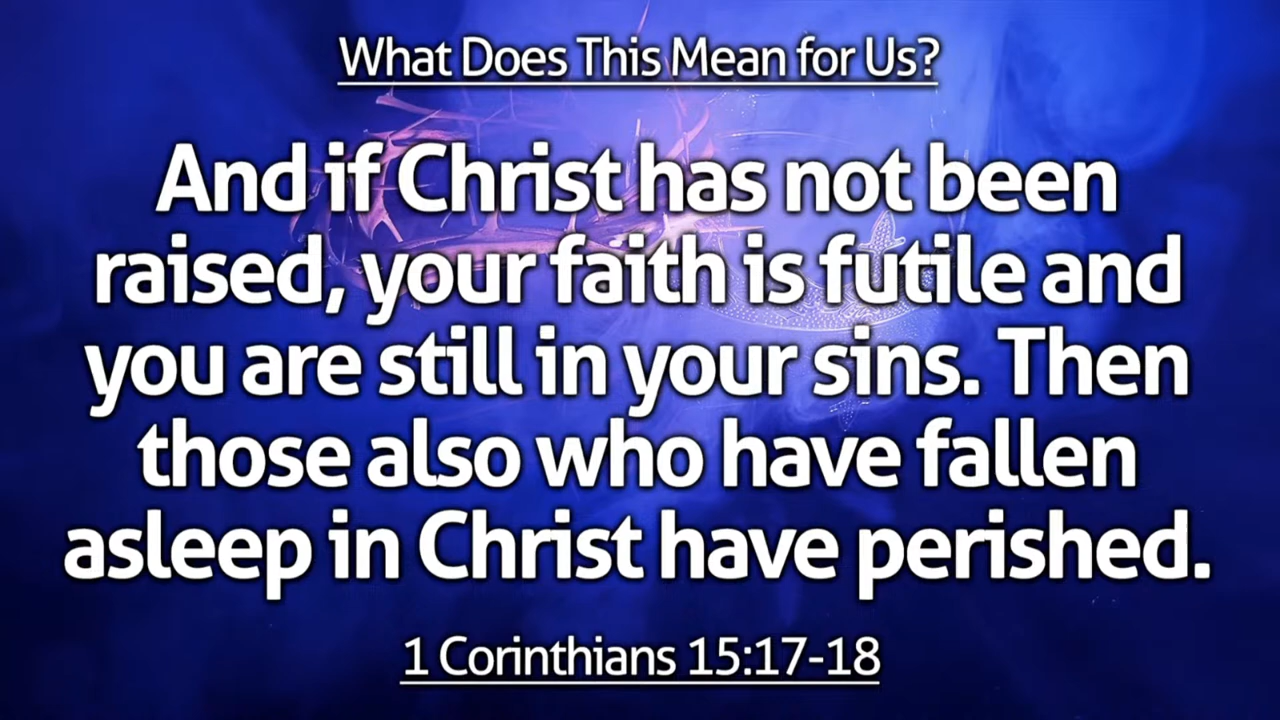 What Does This Mean for Us?
And if Christ has not been
raised, your faith is futile and
you are still in your sins. Then
those also who have fallen
asleep in Christ have perished.
1 Corinthians 15:17-18